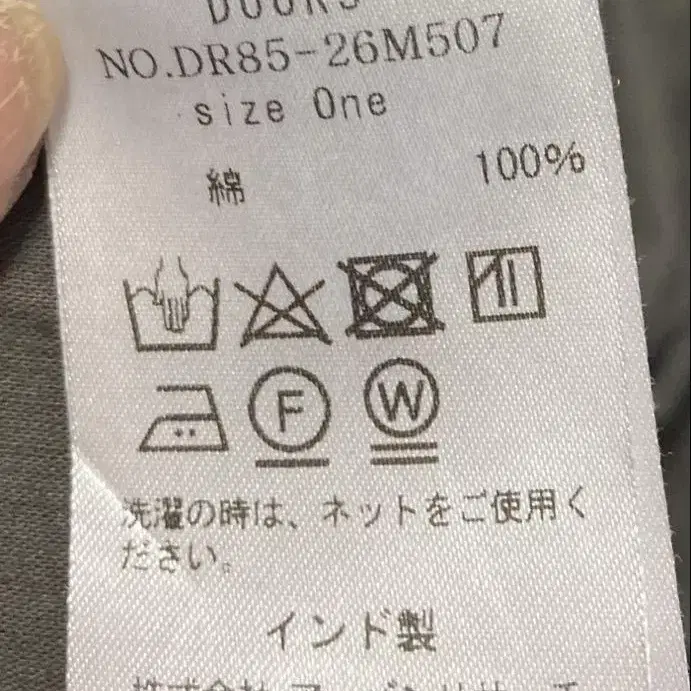 DOORS
NO.DR85-26M507
size One
綿 100%
F W
洗濯の時は、ネットをご使用く
ださい。
インド製